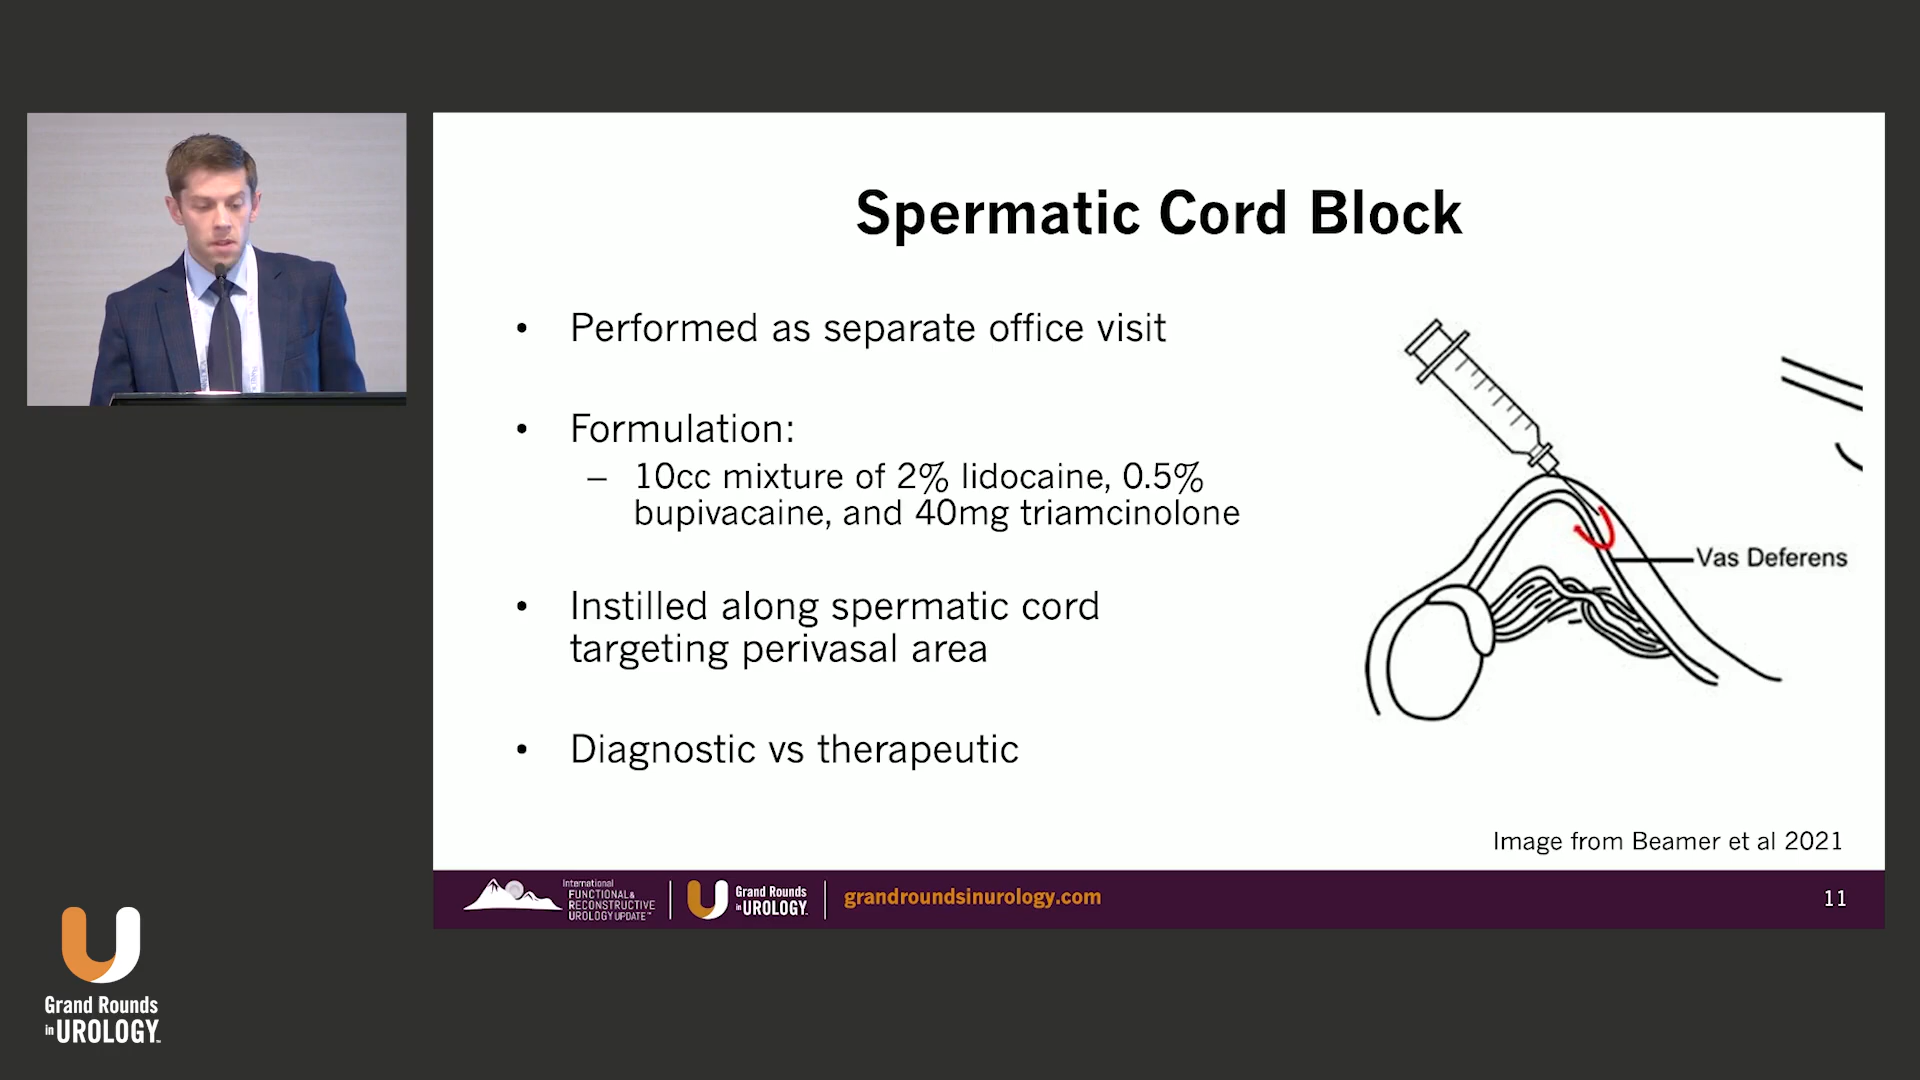 Spermatic Cord Block
• Performed as separate office visit
• Formulation:
– 10cc mixture of 2% lidocaine, 0.5%
bupivacaine, and 40mg triamcinolone
• Instilled along spermatic cord
targeting perivasal area
• Diagnostic vs therapeutic
Vas Deferens
Image from Beamer et al 2021
International
FUNCTIONAL &
RECONSTRUCTIVE
UROLOGY UPDATE™
Grand Rounds
in UROLOGY.
grandroundsinurology.com
11
Grand Rounds
in UROLOGY™